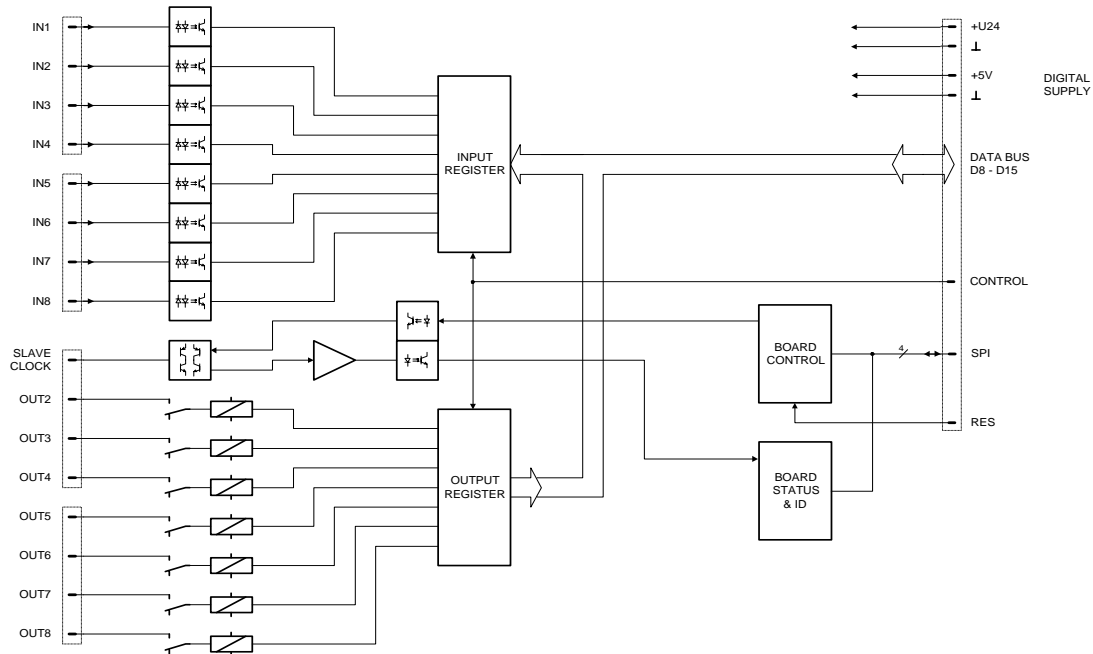 IN1
IN2
IN3
IN4
IN5
IN6
IN7
IN8
SLAVE
CLOCK
OUT2
OUT3
OUT4
OUT5
OUT6
OUT7
OUT8
INPUT
REGISTER
OUTPUT
REGISTER
BOARD
CONTROL
BOARD
STATUS
& ID
4
+U24
⊥
+5V
⊥
DIGITAL
SUPPLY
DATA BUS
D8 - D15
CONTROL
SPI
RES